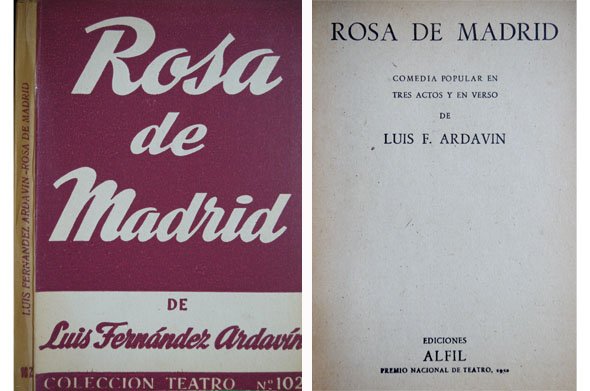 LUIS FERNANDEZ ARDAVIN-ROSA DE MADRID
102
Rosa
de
Madrid
DE
Luis Fernández Ardavín
COLECCION TEATRO Nº 102
ROSA DE MADRID
COMEDIA POPULAR EN
TRES ACTOS Y EN VERSO
DE
LUIS F. ARDAVIN
EDICIONES
ALFIL
PREMIO NACIONAL DE TEATRO,